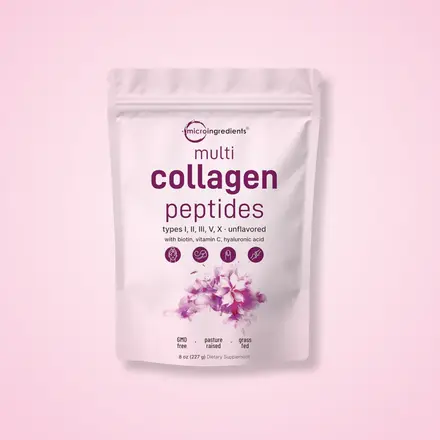 microingredients®
multi
collagen
peptides
types I, II, III, V, X · unflavored
with biotin, vitamin C, hyaluronic acid
GMO free · pasture raised · grass fed
8 oz (227 g) Dietary Supplement